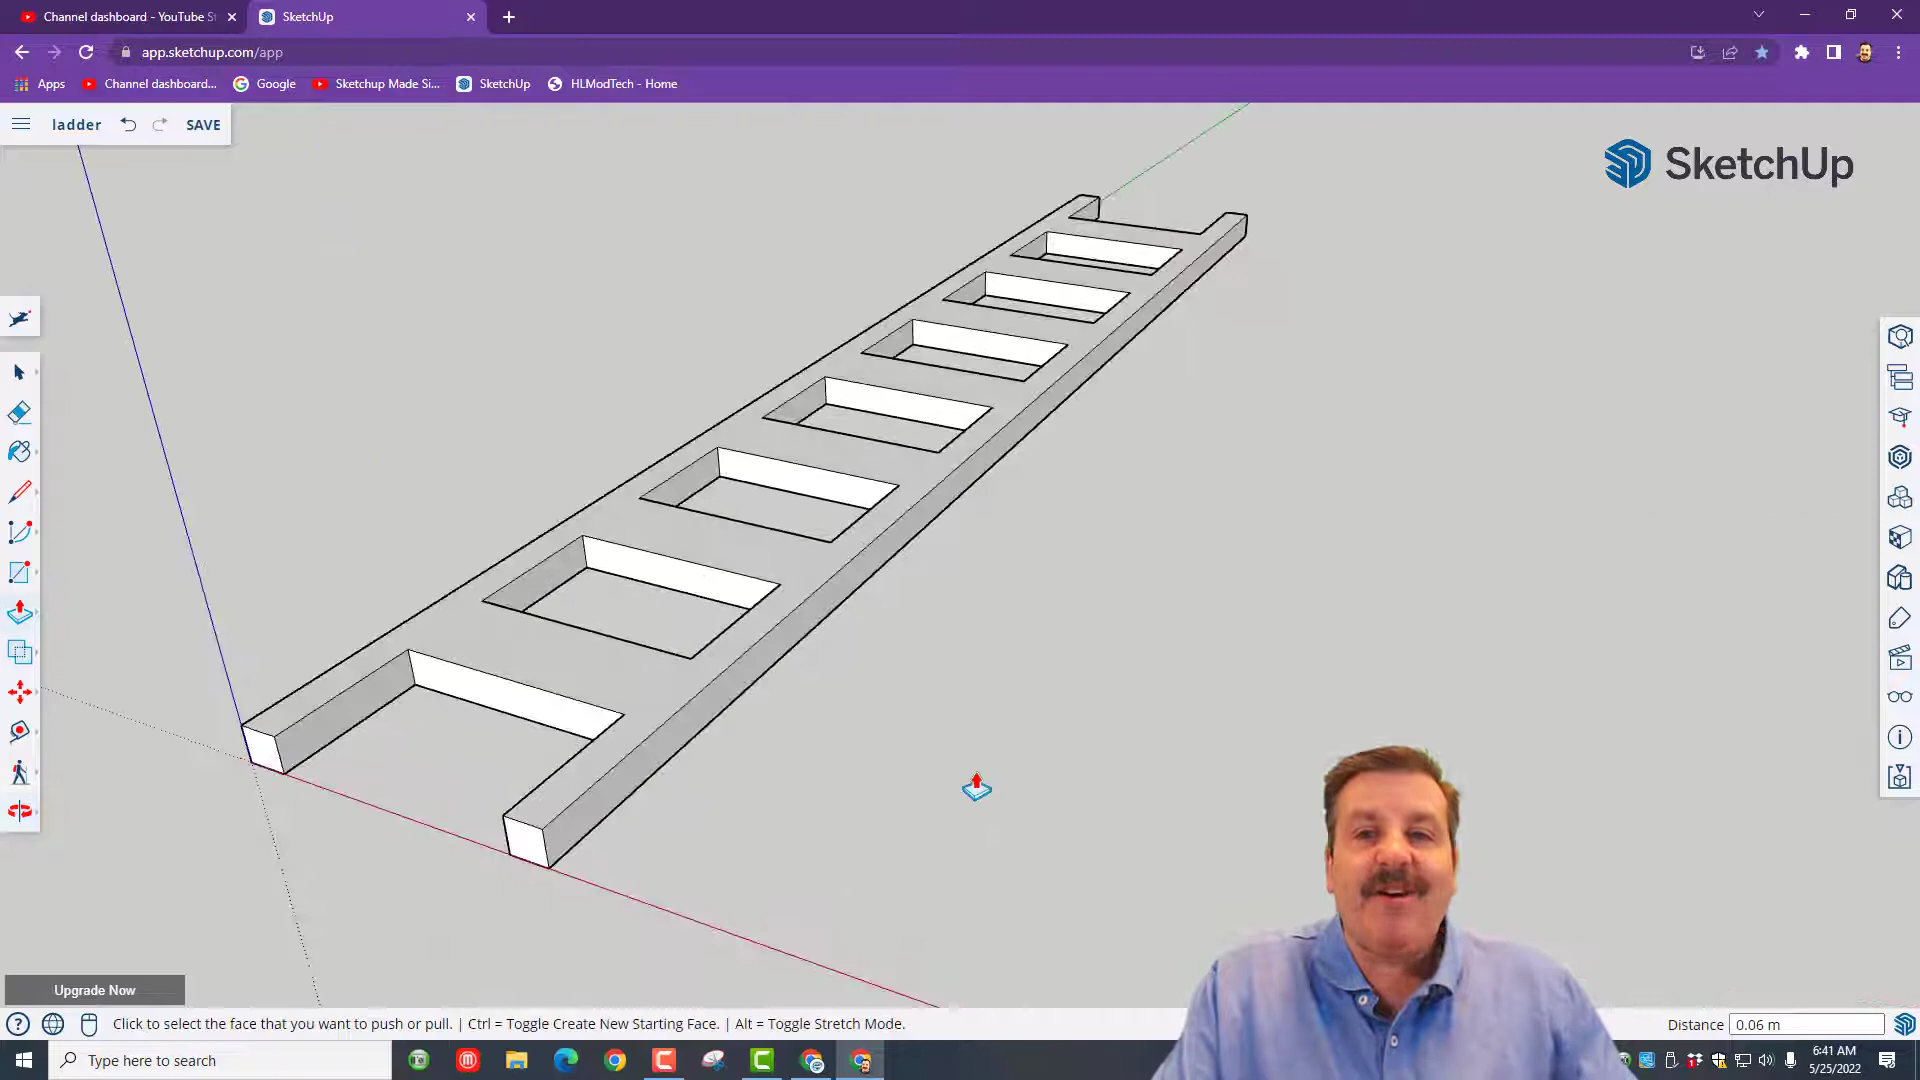 Channel dashboard - YouTube S
SketchUp
app.sketchup.com/app
Apps
Channel dashboard...
Google
Sketchup Made Si...
SketchUp
HLModTech - Home
ladder
SAVE
SketchUp
Upgrade Now
Click to select the face that you want to push or pull. | Ctrl = Toggle Create New Starting Face. | Alt = Toggle Stretch Mode.
Distance
0.06 m
Type here to search
6:41 AM
5/25/2022